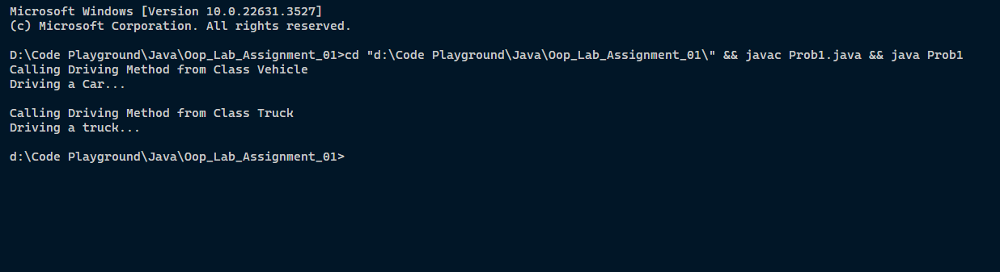 Microsoft Windows [Version 10.0.22631.3527]
(c) Microsoft Corporation. All rights reserved.
D:\Code Playground\Java\Oop_Lab_Assignment_01>cd "d:\Code Playground\Java\Oop_Lab_Assignment_01\" && javac Prob1.java && java Prob1
Calling Driving Method from Class Vehicle
Driving a Car...
Calling Driving Method from Class Truck
Driving a truck...
d:\Code Playground\Java\Oop_Lab_Assignment_01>